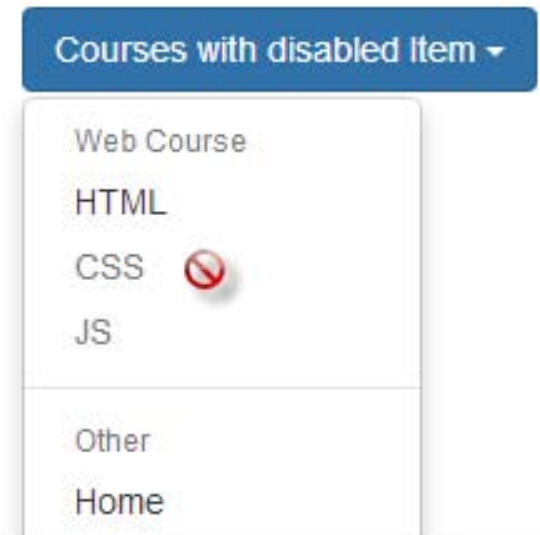 Courses with disabled Item
Web Course
HTML
CSS
JS
Other
Home